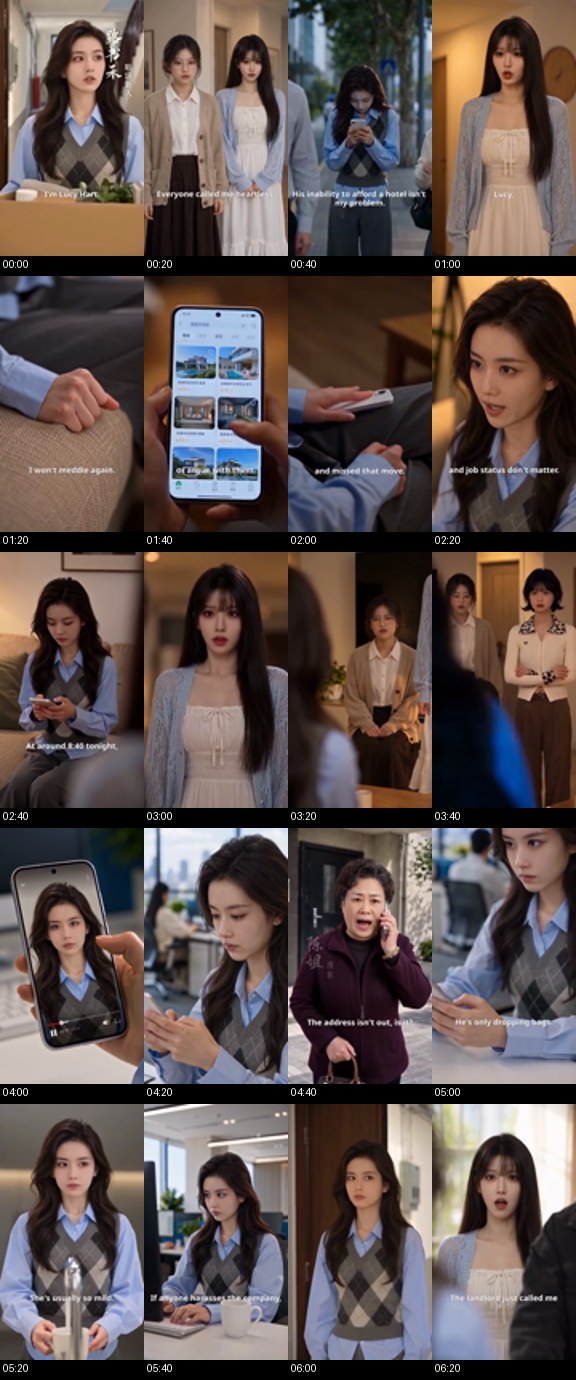 I'm Lucy Hart.
00:00
Everyone called me heartless
00:20
His inability to afford a hotel isn't
my problem.
00:40
Lucy.
01:00
I won't meddle again.
01:20
or argue with them.
01:40
and missed that move.
02:00
and job status don't matter.
02:20
At around 8:40 tonight,
02:40
03:00
03:20
03:40
04:00
04:20
The address isn't out, is it?
04:40
He's only dropping bags.
05:00
She's usually so mild.
05:20
If anyone harasses the company,
05:40
06:00
The landlord just called me
06:20